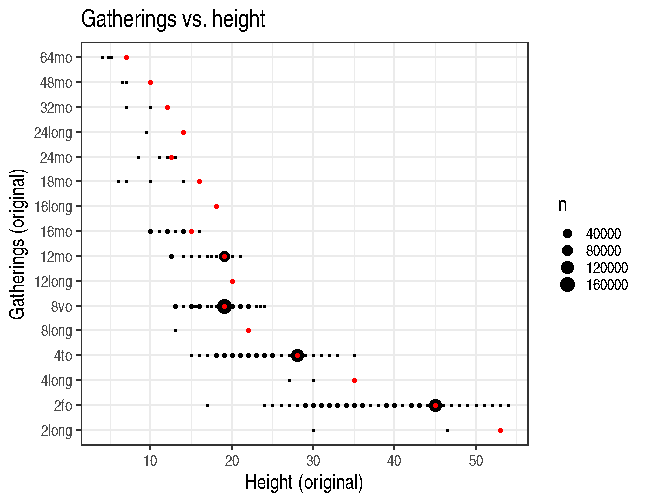 Gatherings vs. height
Gatherings (original)
64mo
48mo
32mo
24long
24mo
18mo
16long
16mo
12mo
12long
8vo
8long
4to
4long
2fo
2long
10
20
30
40
50
Height (original)
n
40000
80000
120000
160000